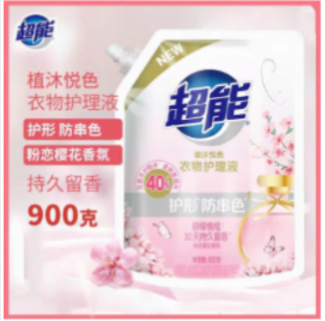 超能
植沐悦色
衣物护理液
护形 防串色
粉恋樱花香氛
持久留香
900克
NEW
超能
植沐悦色
衣物护理液
40%
护形 防串色